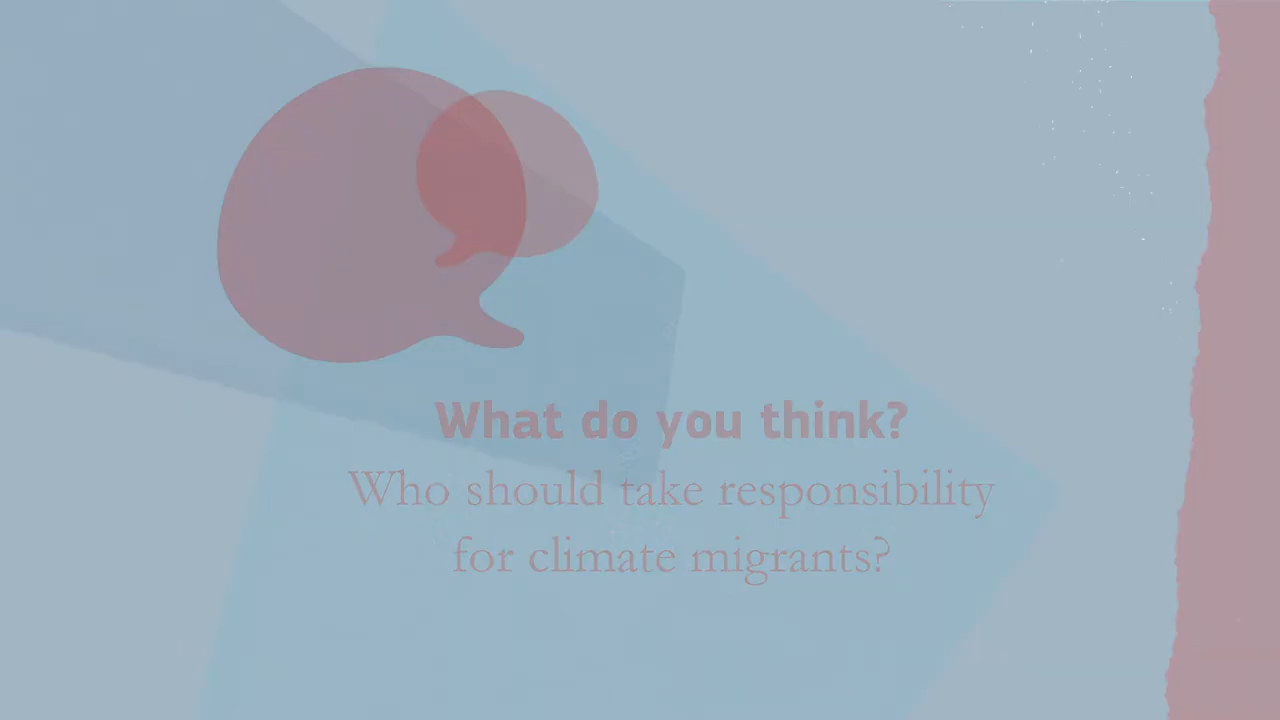 What do you think?
Who should take responsibility
for climate migrants?